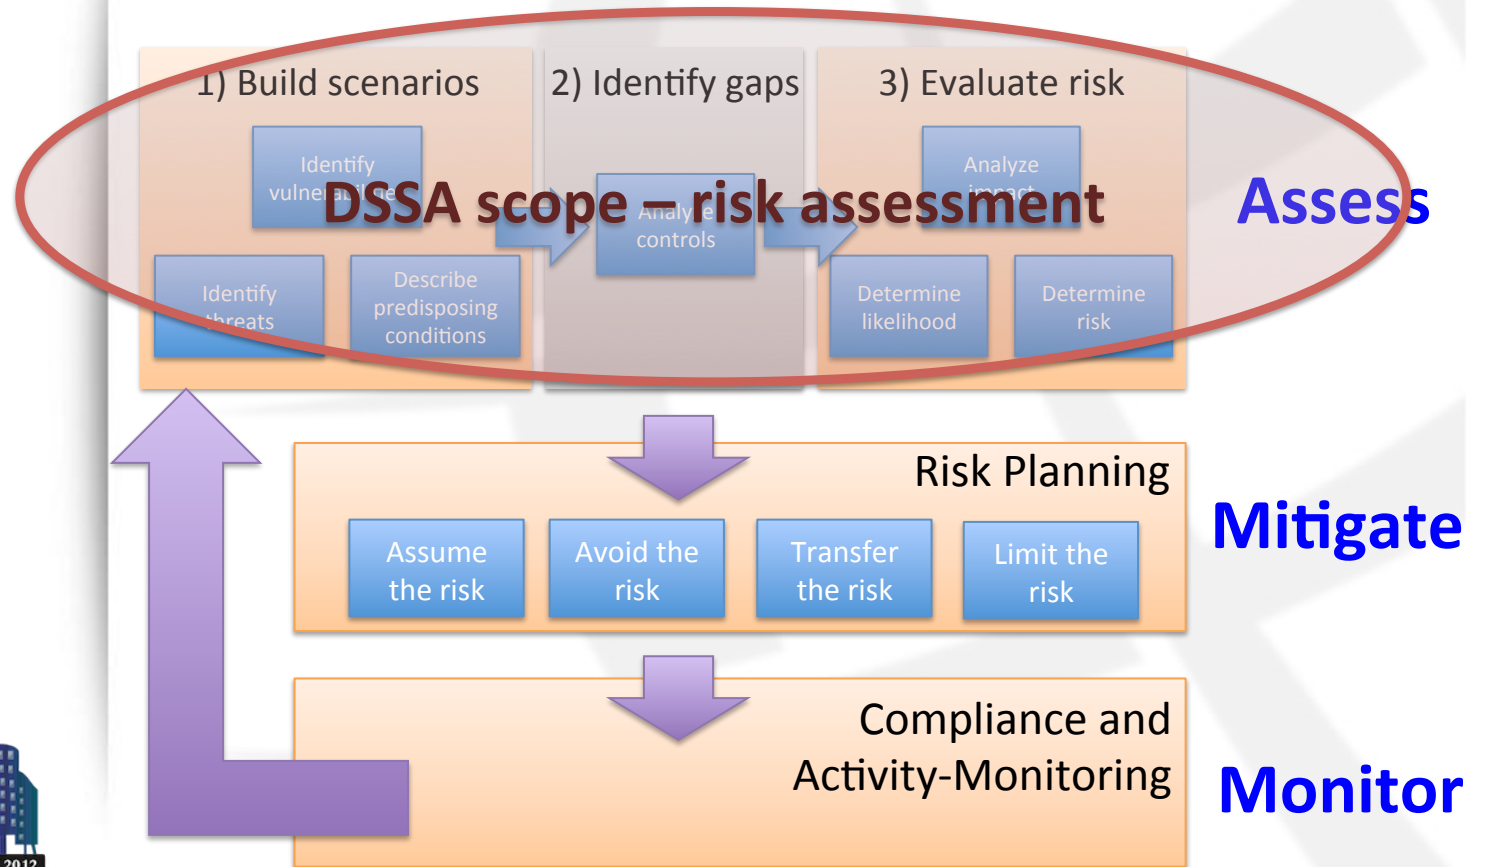 1) Build scenarios
2) Identify gaps
3) Evaluate risk
Identify
Analyze
DSSA scope – risk assessment
controls
Identify
threats
Describe
predisposing
conditions
Determine
likelihood
Determine
risk
Assess
Risk Planning
Assume
the risk
Avoid the
risk
Transfer
the risk
Limit the
risk
Mitigate
Compliance and
Activity-Monitoring
Monitor
2012